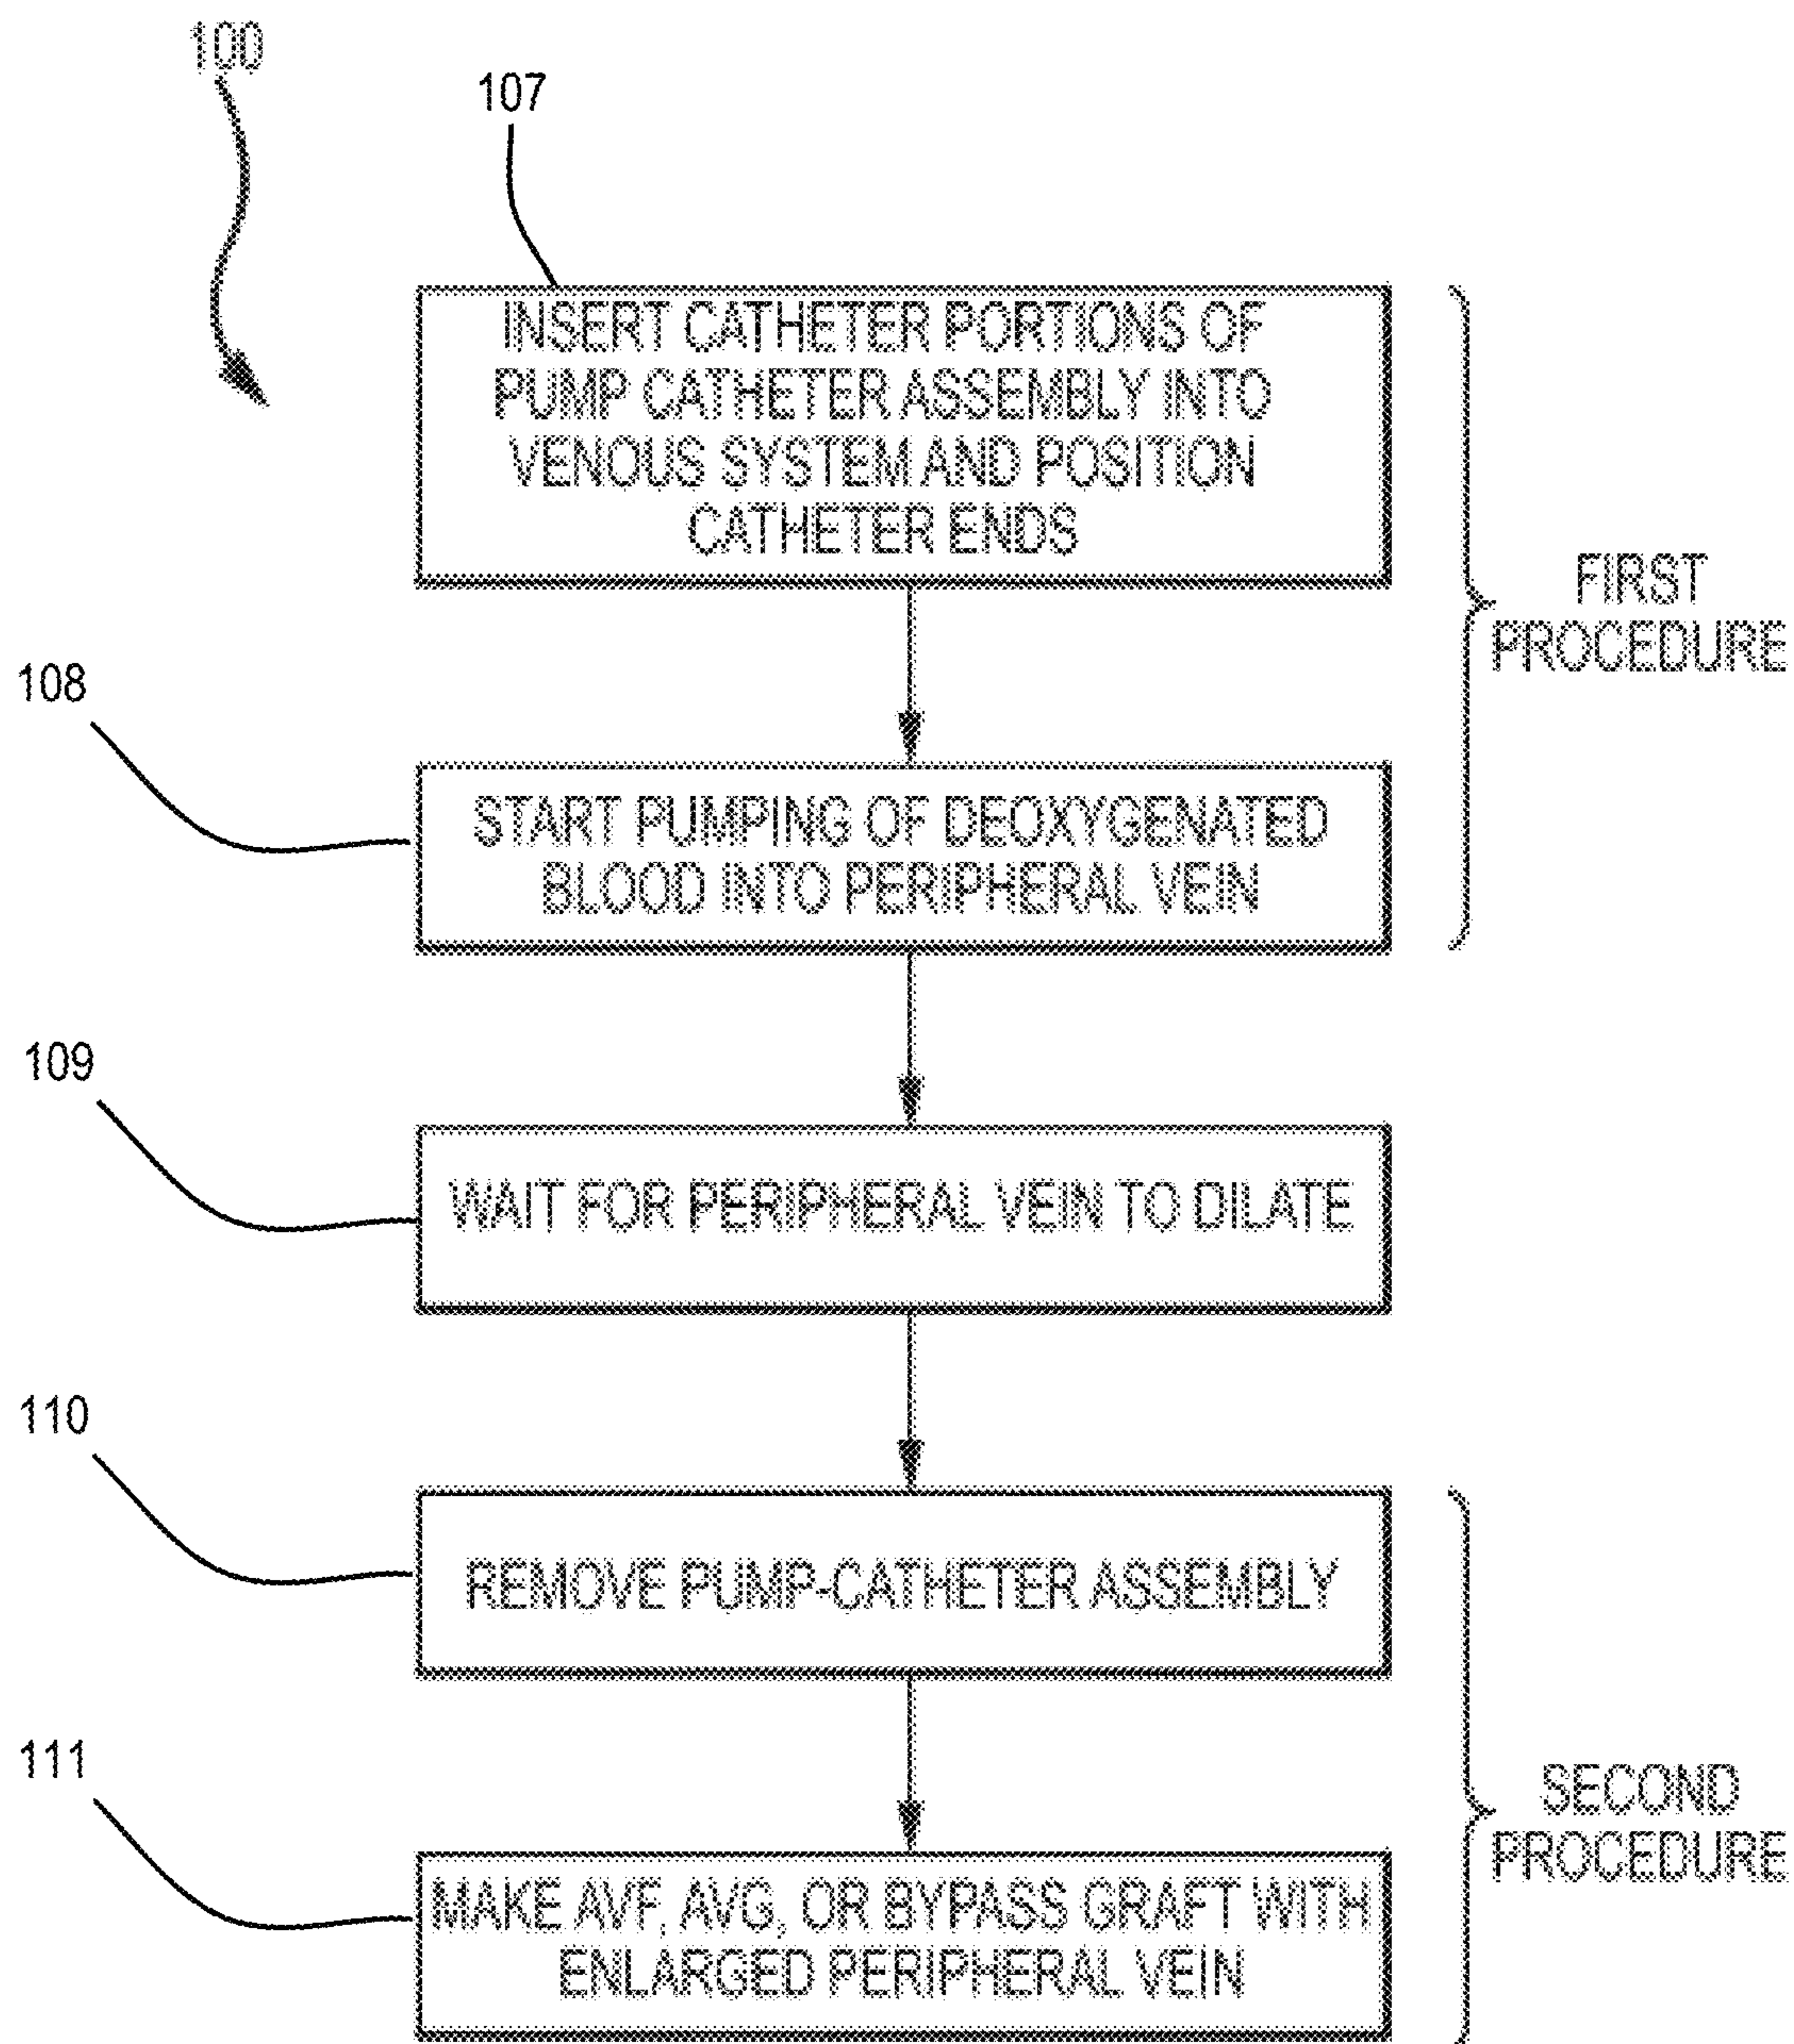 100
107
INSERT CATHETER PORTIONS OF
PUMP CATHETER ASSEMBLY INTO
VENOUS SYSTEM AND POSITION
CATHETER ENDS
FIRST
PROCEDURE
108
START PUMPING OF DEOXYGENATED
BLOOD INTO PERIPHERAL VEIN
109
WAIT FOR PERIPHERAL VEIN TO DILATE
110
REMOVE PUMP-CATHETER ASSEMBLY
111
MAKE AVF, AVG, OR BYPASS GRAFT WITH
ENLARGED PERIPHERAL VEIN
SECOND
PROCEDURE